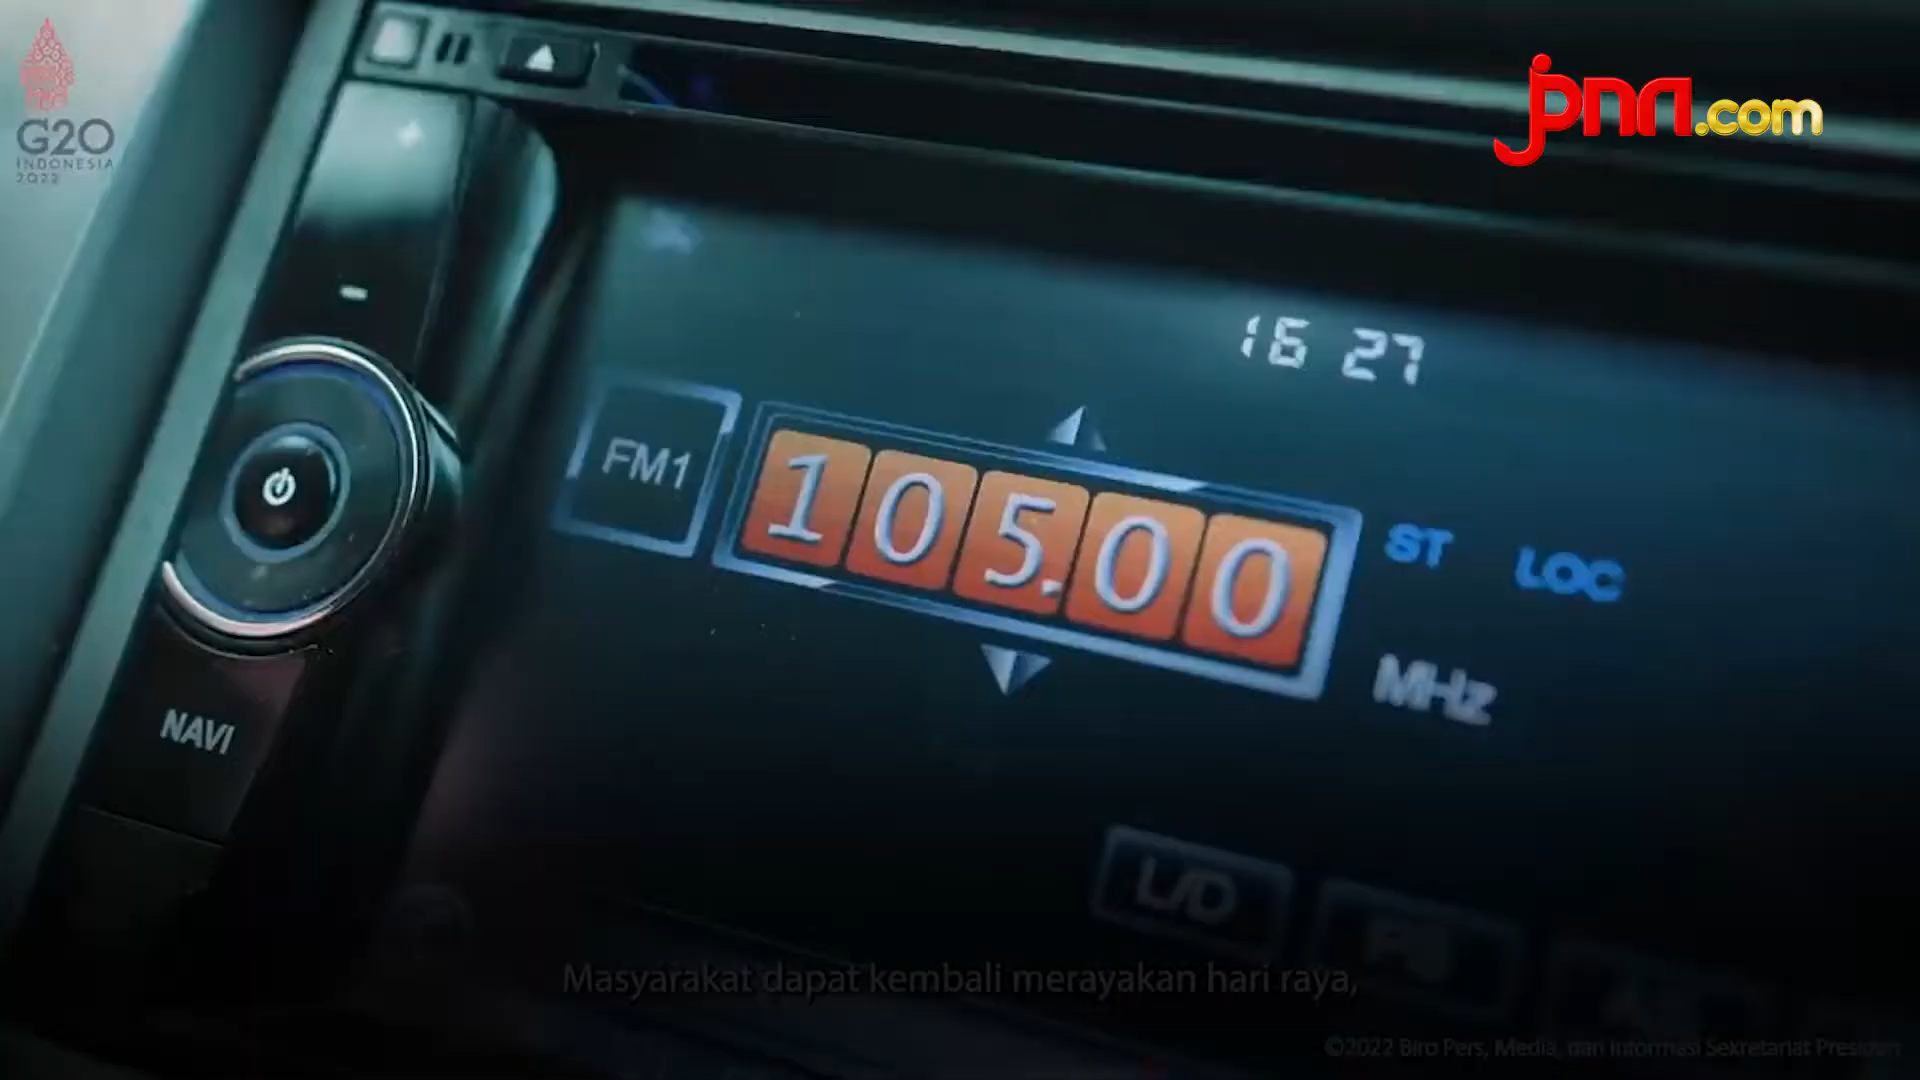 G20
INDONESIA
2022
jpnn.com
16 27
FM1
105.00
ST LOC
MHz
NAVI
L/D
Masyarakat dapat kembali merayakan hari raya,
©2022 Biro Pers, Media, dan Informasi Sekretariat Presiden